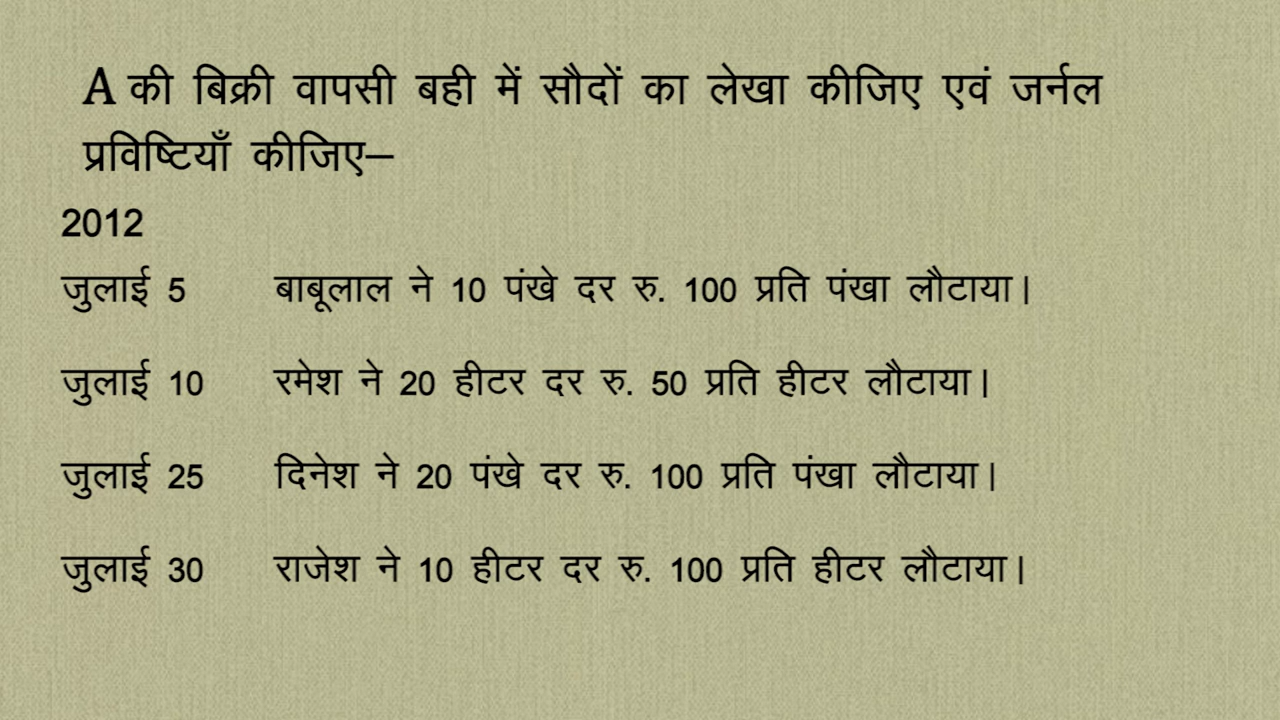 A की बिक्री वापसी बही में सौदों का लेखा कीजिए एवं जर्नल
प्रविष्टियाँ कीजिए–
2012
जुलाई 5 बाबूलाल ने 10 पंखे दर रु. 100 प्रति पंखा लौटाया।
जुलाई 10 रमेश ने 20 हीटर दर रु. 50 प्रति हीटर लौटाया।
जुलाई 25 दिनेश ने 20 पंखे दर रु. 100 प्रति पंखा लौटाया।
जुलाई 30 राजेश ने 10 हीटर दर रु. 100 प्रति हीटर लौटाया।